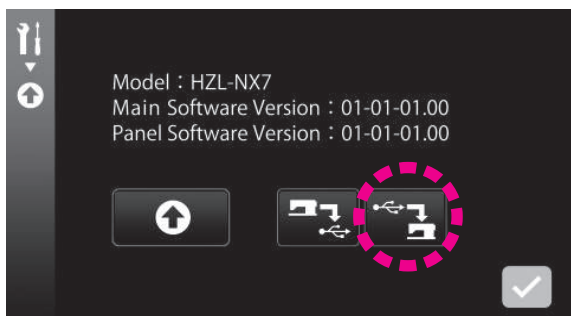 Model：HZL-NX7
Main Software Version：01-01-01.00
Panel Software Version：01-01-01.00